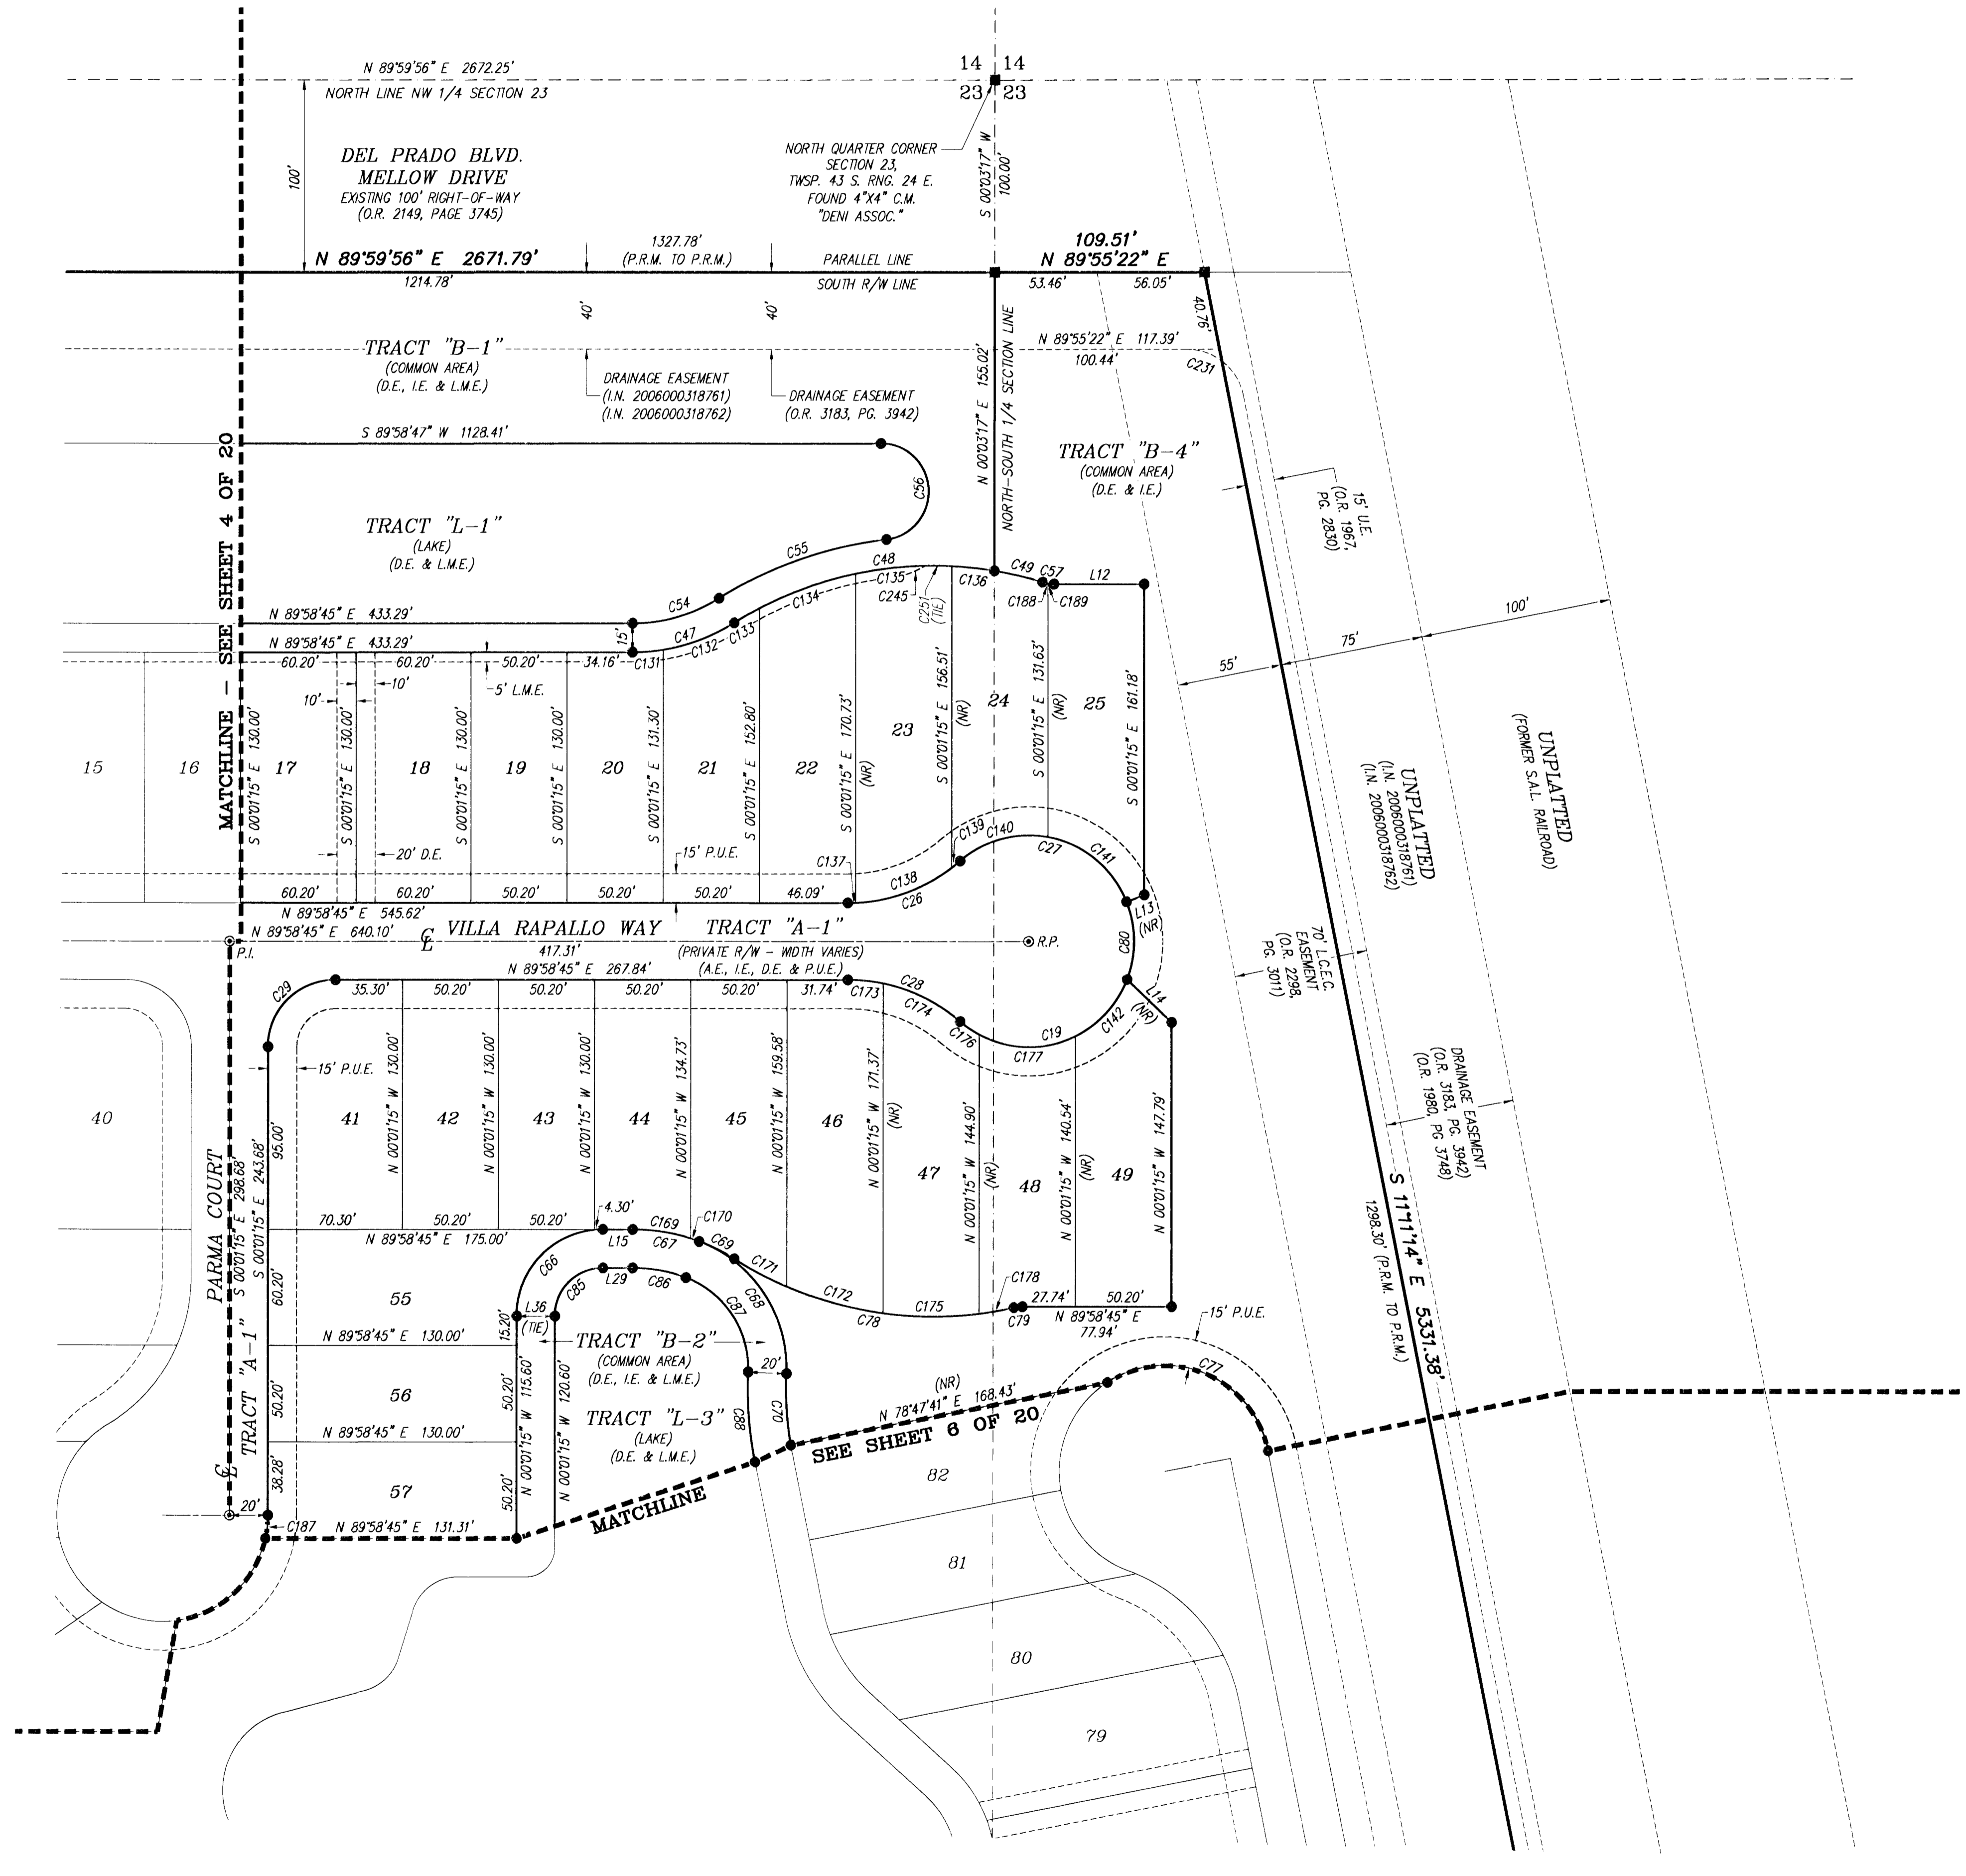 N 89°59'56" E 2672.25'
NORTH LINE NW 1/4 SECTION 23
14 14
23 23
100'
DEL PRADO BLVD.
MELLOW DRIVE
EXISTING 100' RIGHT-OF-WAY
(O.R. 2149, PAGE 3745)
NORTH QUARTER CORNER
SECTION 23,
TWSP. 43 S. RNG. 24 E.
FOUND 4"X4" C.M.
"DENI ASSOC."
S 00°03'17" W
100.00'
N 89°59'56" E 2671.79'
1214.78'
1327.78'
(P.R.M. TO P.R.M.)
PARALLEL LINE
SOUTH R/W LINE
109.51'
N 89°55'22" E
53.46'
56.05'
40.76'
40'
40'
N 89°55'22" E 117.39'
100.44'
C231
TRACT "B-1"
(COMMON AREA)
(D.E., I.E. & L.M.E.)
DRAINAGE EASEMENT
(I.N. 2006000318761)
(I.N. 2006000318762)
DRAINAGE EASEMENT
(O.R. 3183, PG. 3942)
N 00°03'17" E 155.02'
NORTH-SOUTH 1/4 SECTION LINE
TRACT "B-4"
(COMMON AREA)
(D.E. & I.E.)
S 89°58'47" W 1128.41'
C56
MATCHLINE - SEE SHEET 4 OF 20
TRACT "L-1"
(LAKE)
(D.E. & L.M.E.)
15' U.E.
(O.R. 1967,
PG. 2830)
C55
C48
C135
C245
C251
(TIE)
C136
C49
C57
L12
C188
C189
C54
C134
C133
C47
C132
C131
15'
N 89°58'45" E 433.29'
N 89°58'45" E 433.29'
60.20'
60.20'
50.20'
34.16'
5' L.M.E.
10'
10'
100'
75'
55'
15
16
17
18
19
20
21
22
23
24
25
S 00°01'15" E 130.00'
S 00°01'15" E 130.00'
S 00°01'15" E 130.00'
S 00°01'15" E 130.00'
S 00°01'15" E 131.30'
S 00°01'15" E 152.80'
S 00°01'15" E 170.73'
(NR)
S 00°01'15" E 156.51'
(NR)
S 00°01'15" E 131.63'
(NR)
S 00°01'15" E 161.18'
UNPLATTED
(I.N. 2006000318761)
(I.N. 2006000318762)
UNPLATTED
(FORMER S.A.L. RAILROAD)
20' D.E.
15' P.U.E.
C137
C138
C26
C139
C140
C27
C141
L13
(NR)
60.20'
60.20'
50.20'
50.20'
50.20'
46.09'
N 89°58'45" E 545.62'
N 89°58'45" E 640.10'
P.I.
VILLA RAPALLO WAY
TRACT "A-1"
417.31'
(PRIVATE R/W - WIDTH VARIES)
N 89°58'45" E 267.84'
(A.E., I.E., D.E. & P.U.E.)
R.P.
C80
70' L.C.E.C.
EASEMENT
(O.R. 2298,
PG. 3011)
C29
35.30'
50.20'
50.20'
50.20'
50.20'
31.74'
C173
C28
C174
C176
C19
C177
C142
L14
(NR)
15' P.U.E.
40
41
42
43
44
45
46
47
48
49
N 00°01'15" W 130.00'
N 00°01'15" W 130.00'
N 00°01'15" W 130.00'
N 00°01'15" W 134.73'
N 00°01'15" W 159.58'
N 00°01'15" W 171.37'
(NR)
N 00°01'15" W 144.90'
(NR)
N 00°01'15" W 140.54'
(NR)
N 00°01'15" W 147.79'
DRAINAGE EASEMENT
(O.R. 3183, PG. 3942)
(O.R. 1980, PG 3748)
PARMA COURT
TRACT "A-1"
S 00°01'15" E 298.68'
S 00°01'15" E 243.68'
95.00'
60.20'
50.20'
38.28'
70.30'
50.20'
50.20'
N 89°58'45" E 175.00'
4.30'
L15
C169
C67
C170
C69
C171
C66
C85
L29
C86
C87
C68
C172
C78
C175
C178
C79
27.74'
50.20'
N 89°58'45" E
77.94'
15' P.U.E.
S 11°11'14" E 5331.38'
1298.30' (P.R.M. TO P.R.M.)
55
L36
(TIE)
15.20'
N 89°58'45" E 130.00'
TRACT "B-2"
(COMMON AREA)
(D.E., I.E. & L.M.E.)
20'
56
50.20'
N 00°01'15" W 115.60'
N 00°01'15" W 120.60'
TRACT "L-3"
(LAKE)
(D.E. & L.M.E.)
C88
C70
(NR)
N 78°47'41" E 168.43'
SEE SHEET 6 OF 20
C77
N 89°58'45" E 130.00'
57
50.20'
20'
C187
N 89°58'45" E 131.31'
MATCHLINE
82
81
80
79